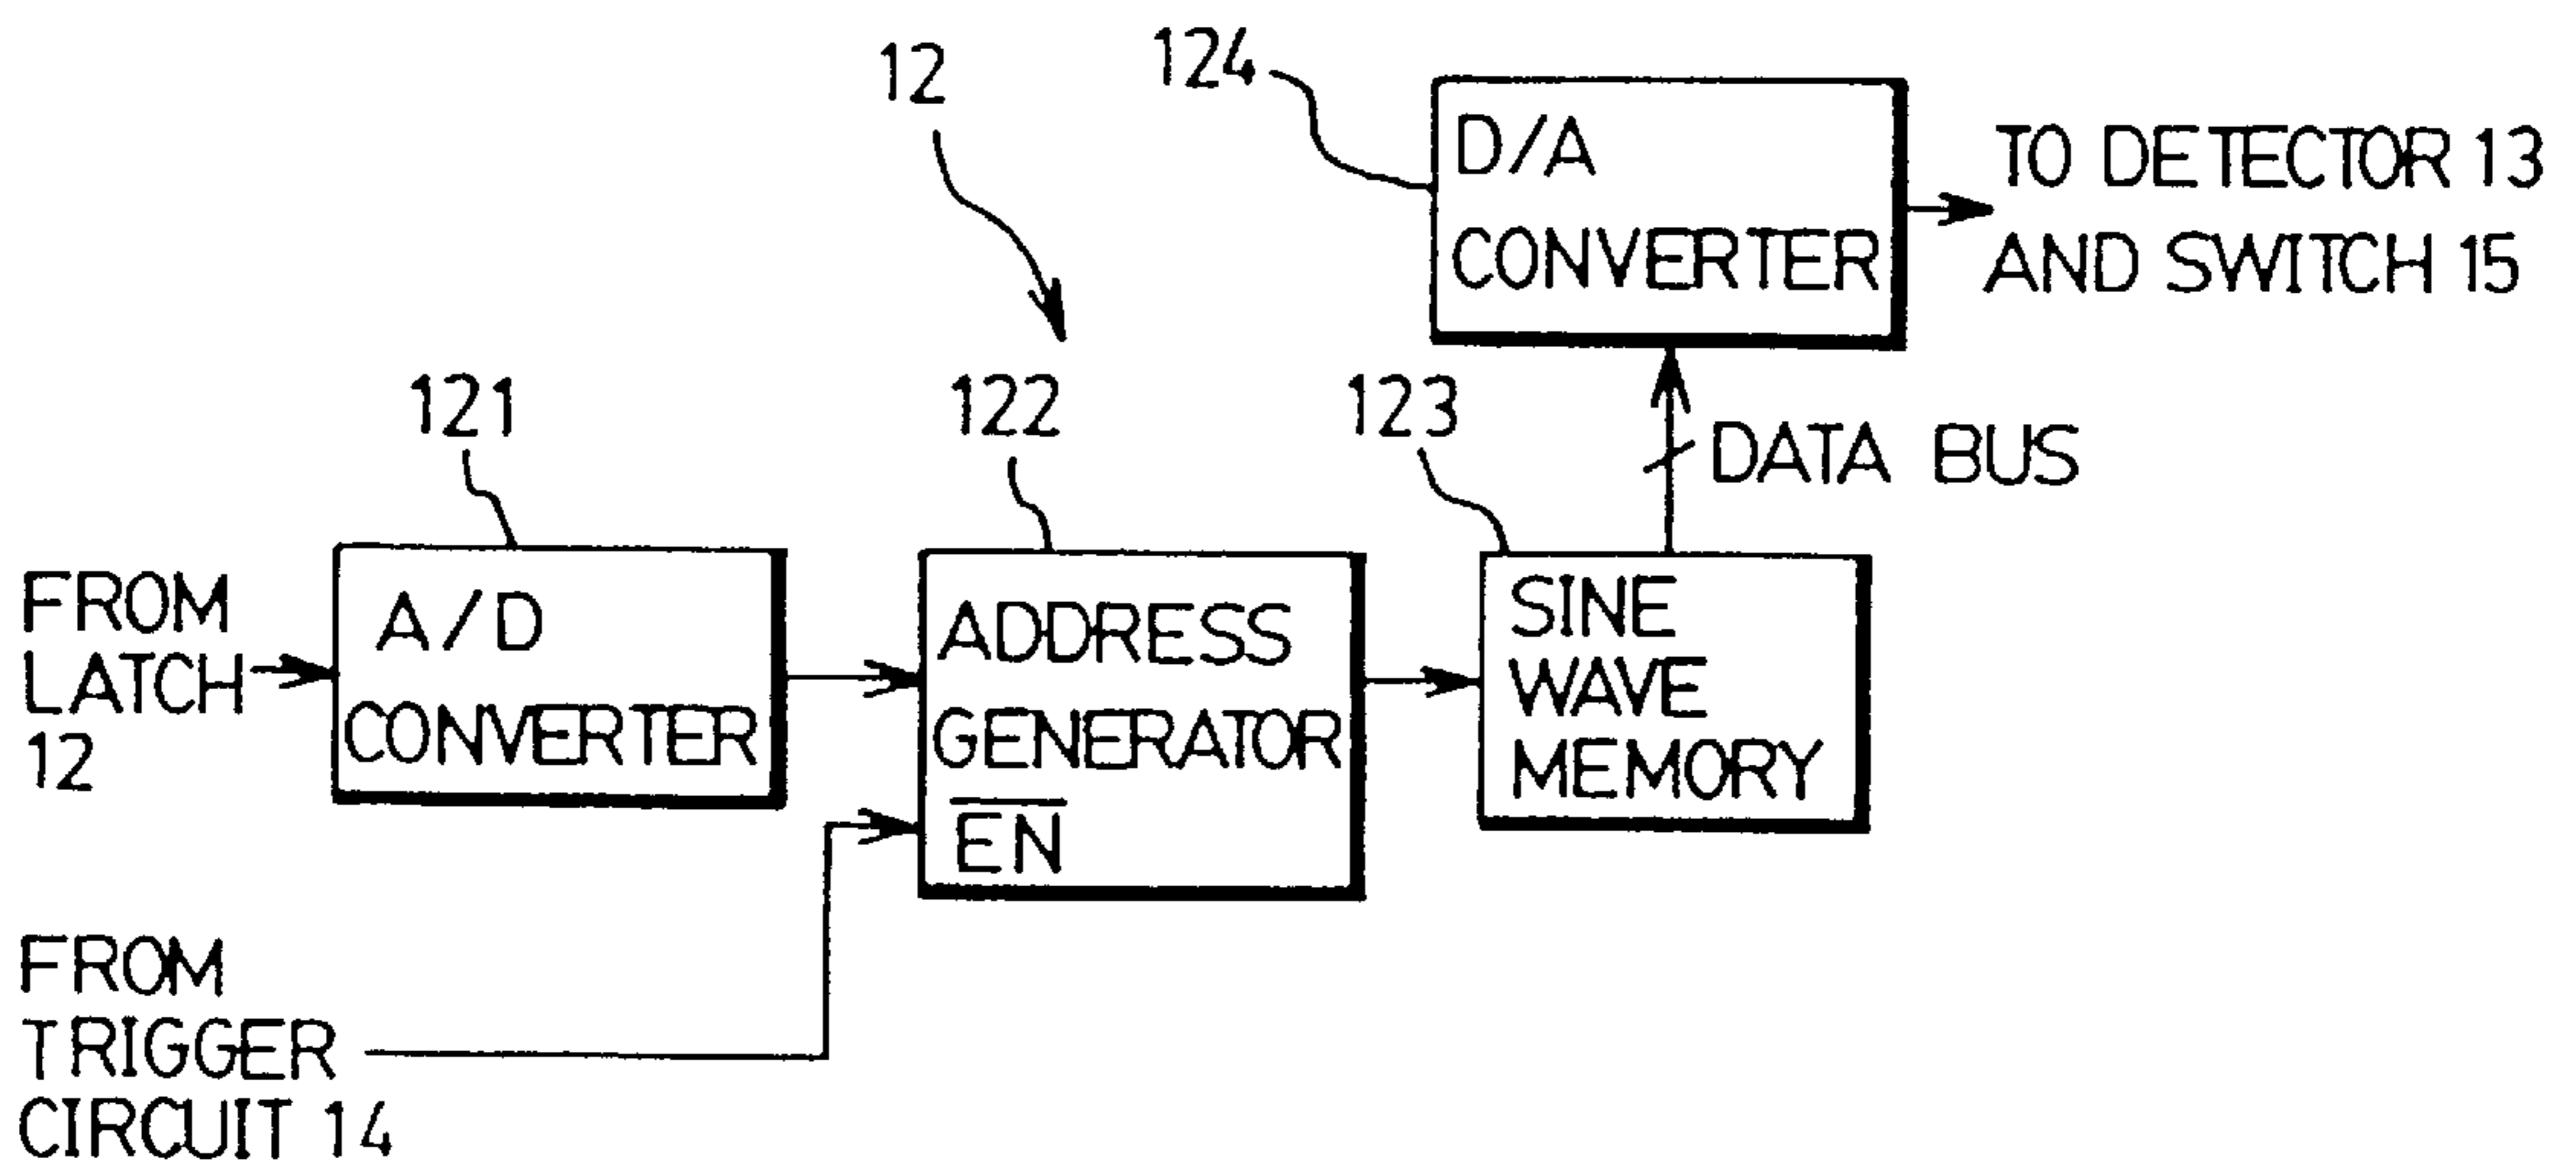 12
124
D/A
CONVERTER
TO DETECTOR 13
AND SWITCH 15
121
122
123
DATA BUS
FROM
LATCH
12
A/D
CONVERTER
ADDRESS
GENERATOR
EN
SINE
WAVE
MEMORY
FROM
TRIGGER
CIRCUIT 14